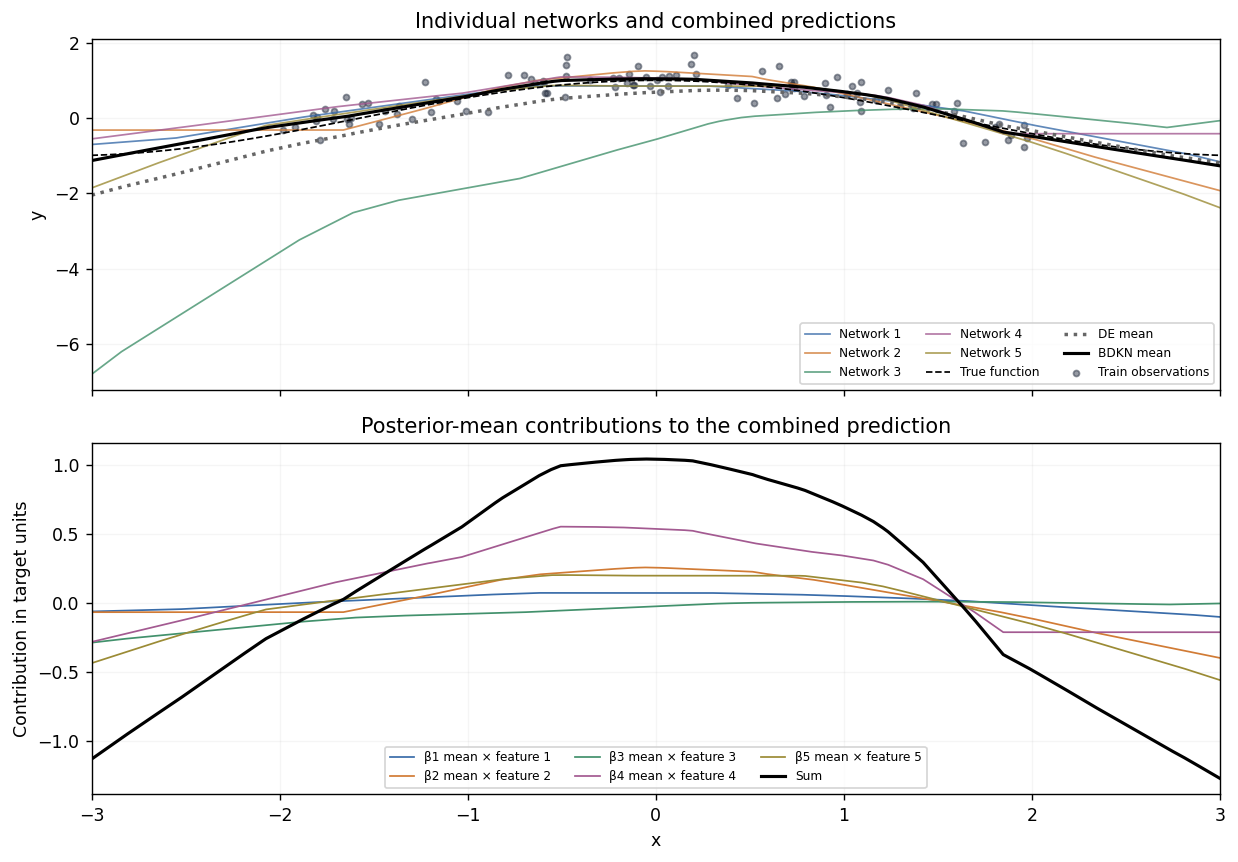 Individual networks and combined predictions
2
0
−2
−4
−6
y
Network 1
Network 2
Network 3
Network 4
Network 5
True function
DE mean
BDKN mean
Train observations
Posterior-mean contributions to the combined prediction
1.0
0.5
0.0
−0.5
−1.0
Contribution in target units
β1 mean × feature 1
β2 mean × feature 2
β3 mean × feature 3
β4 mean × feature 4
β5 mean × feature 5
Sum
−3
−2
−1
0
1
2
3
x